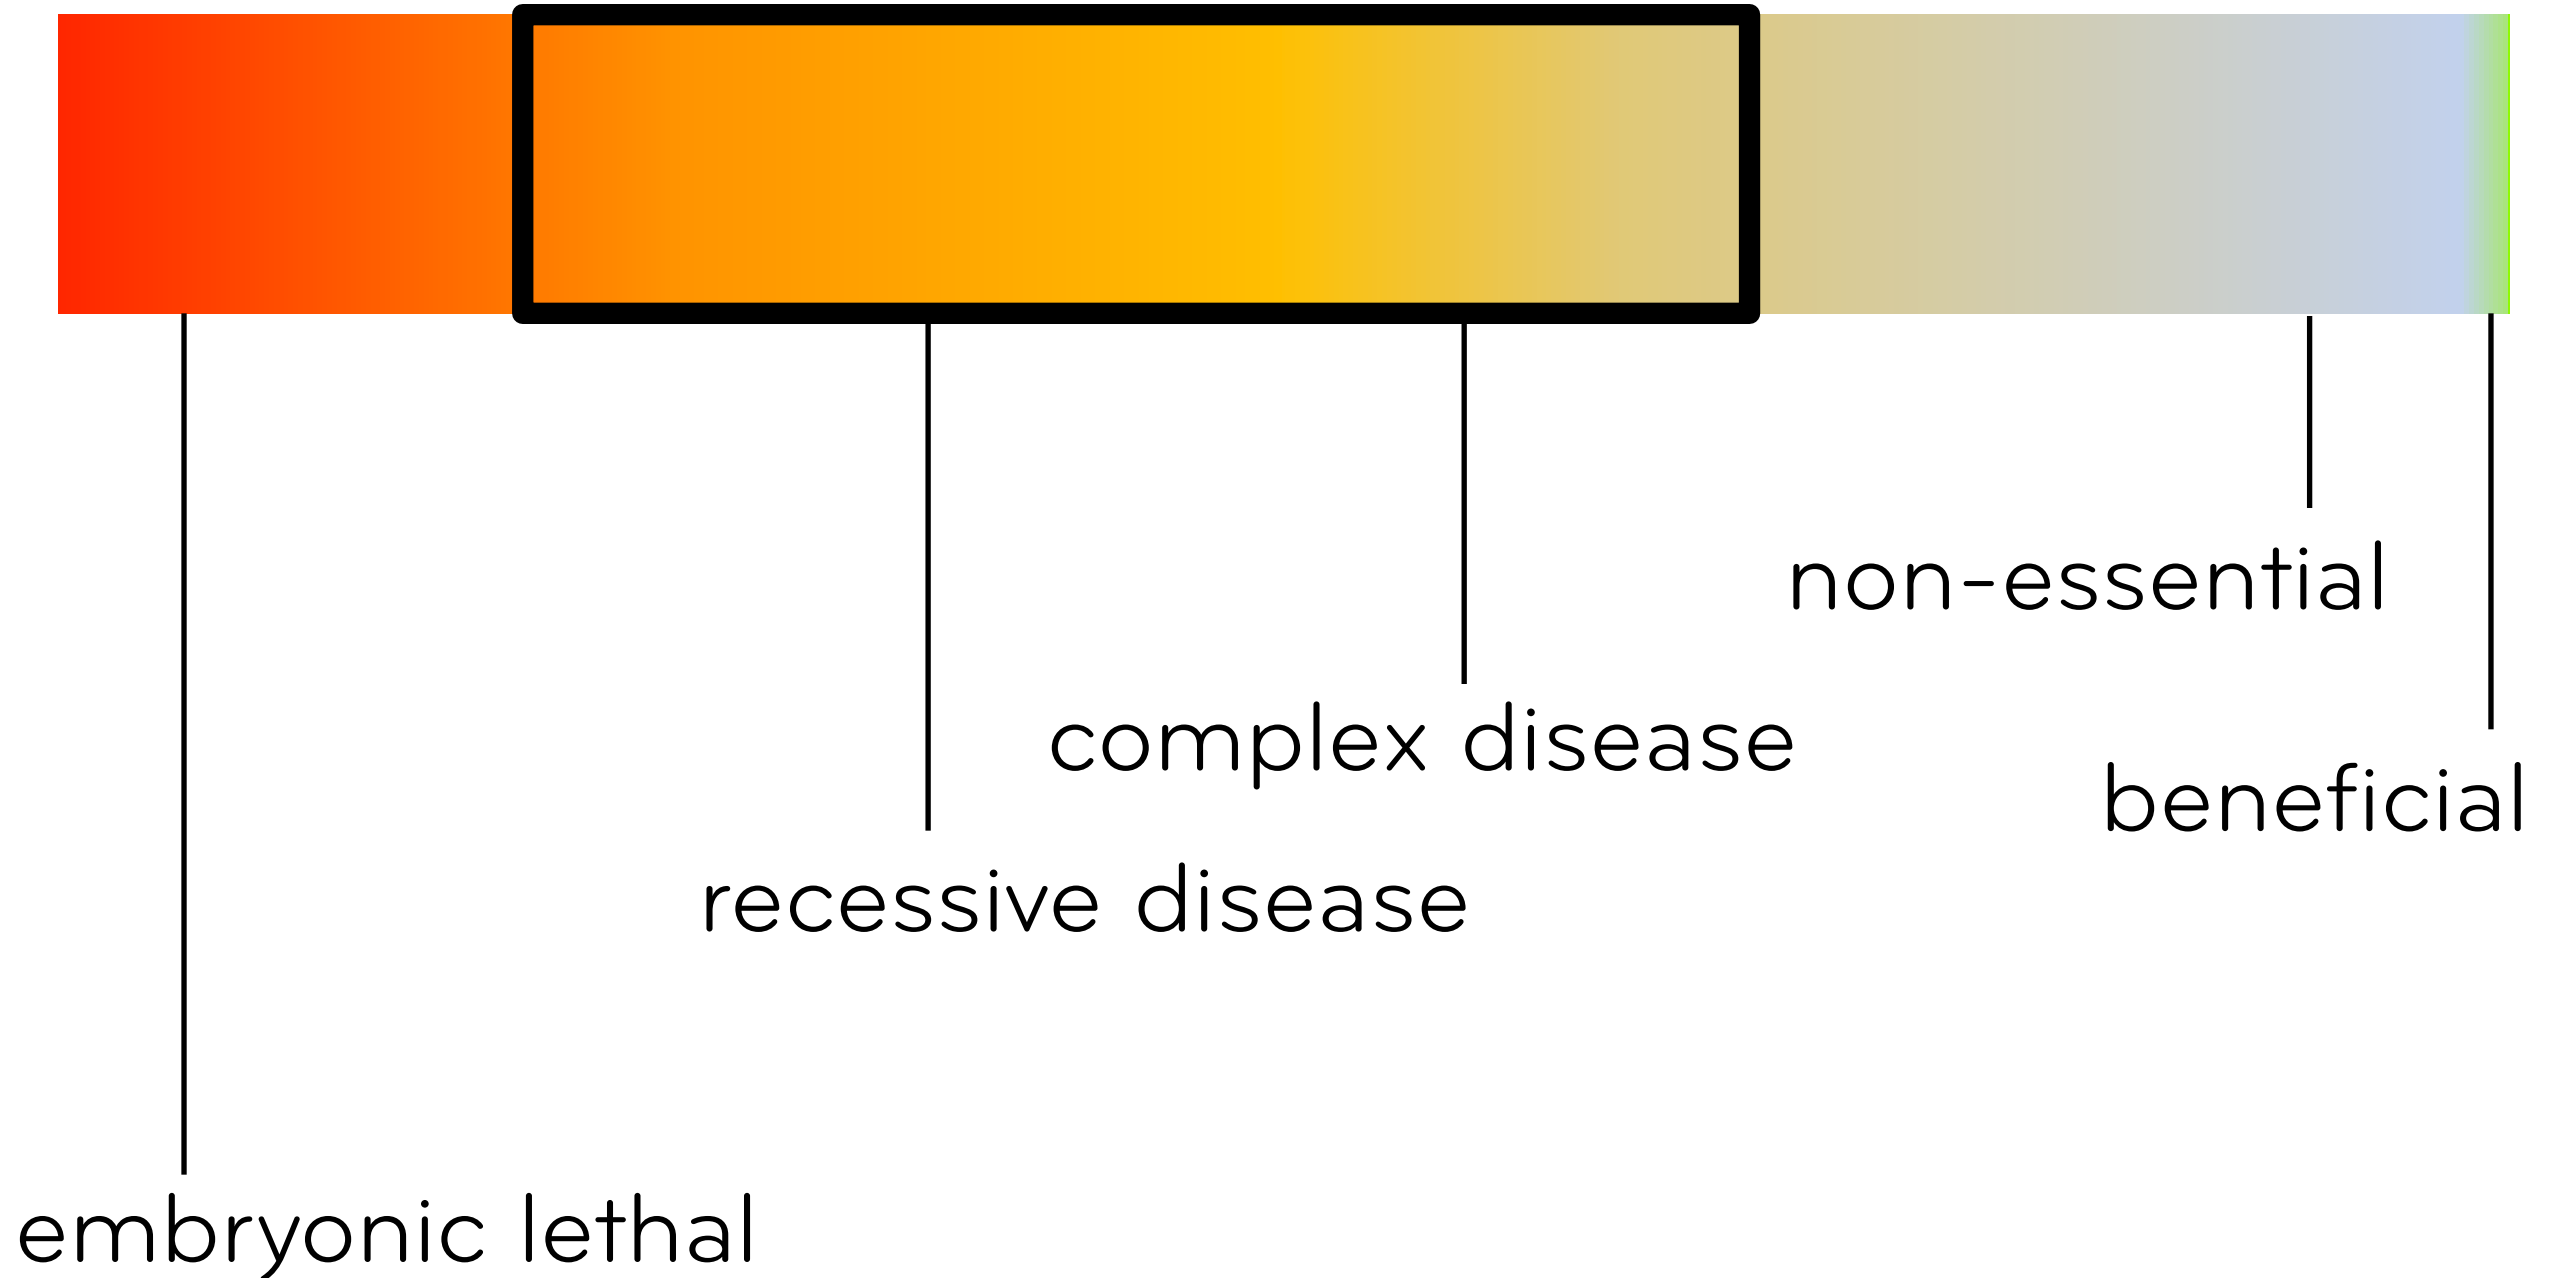 non-essential
complex disease
beneficial
recessive disease
embryonic lethal